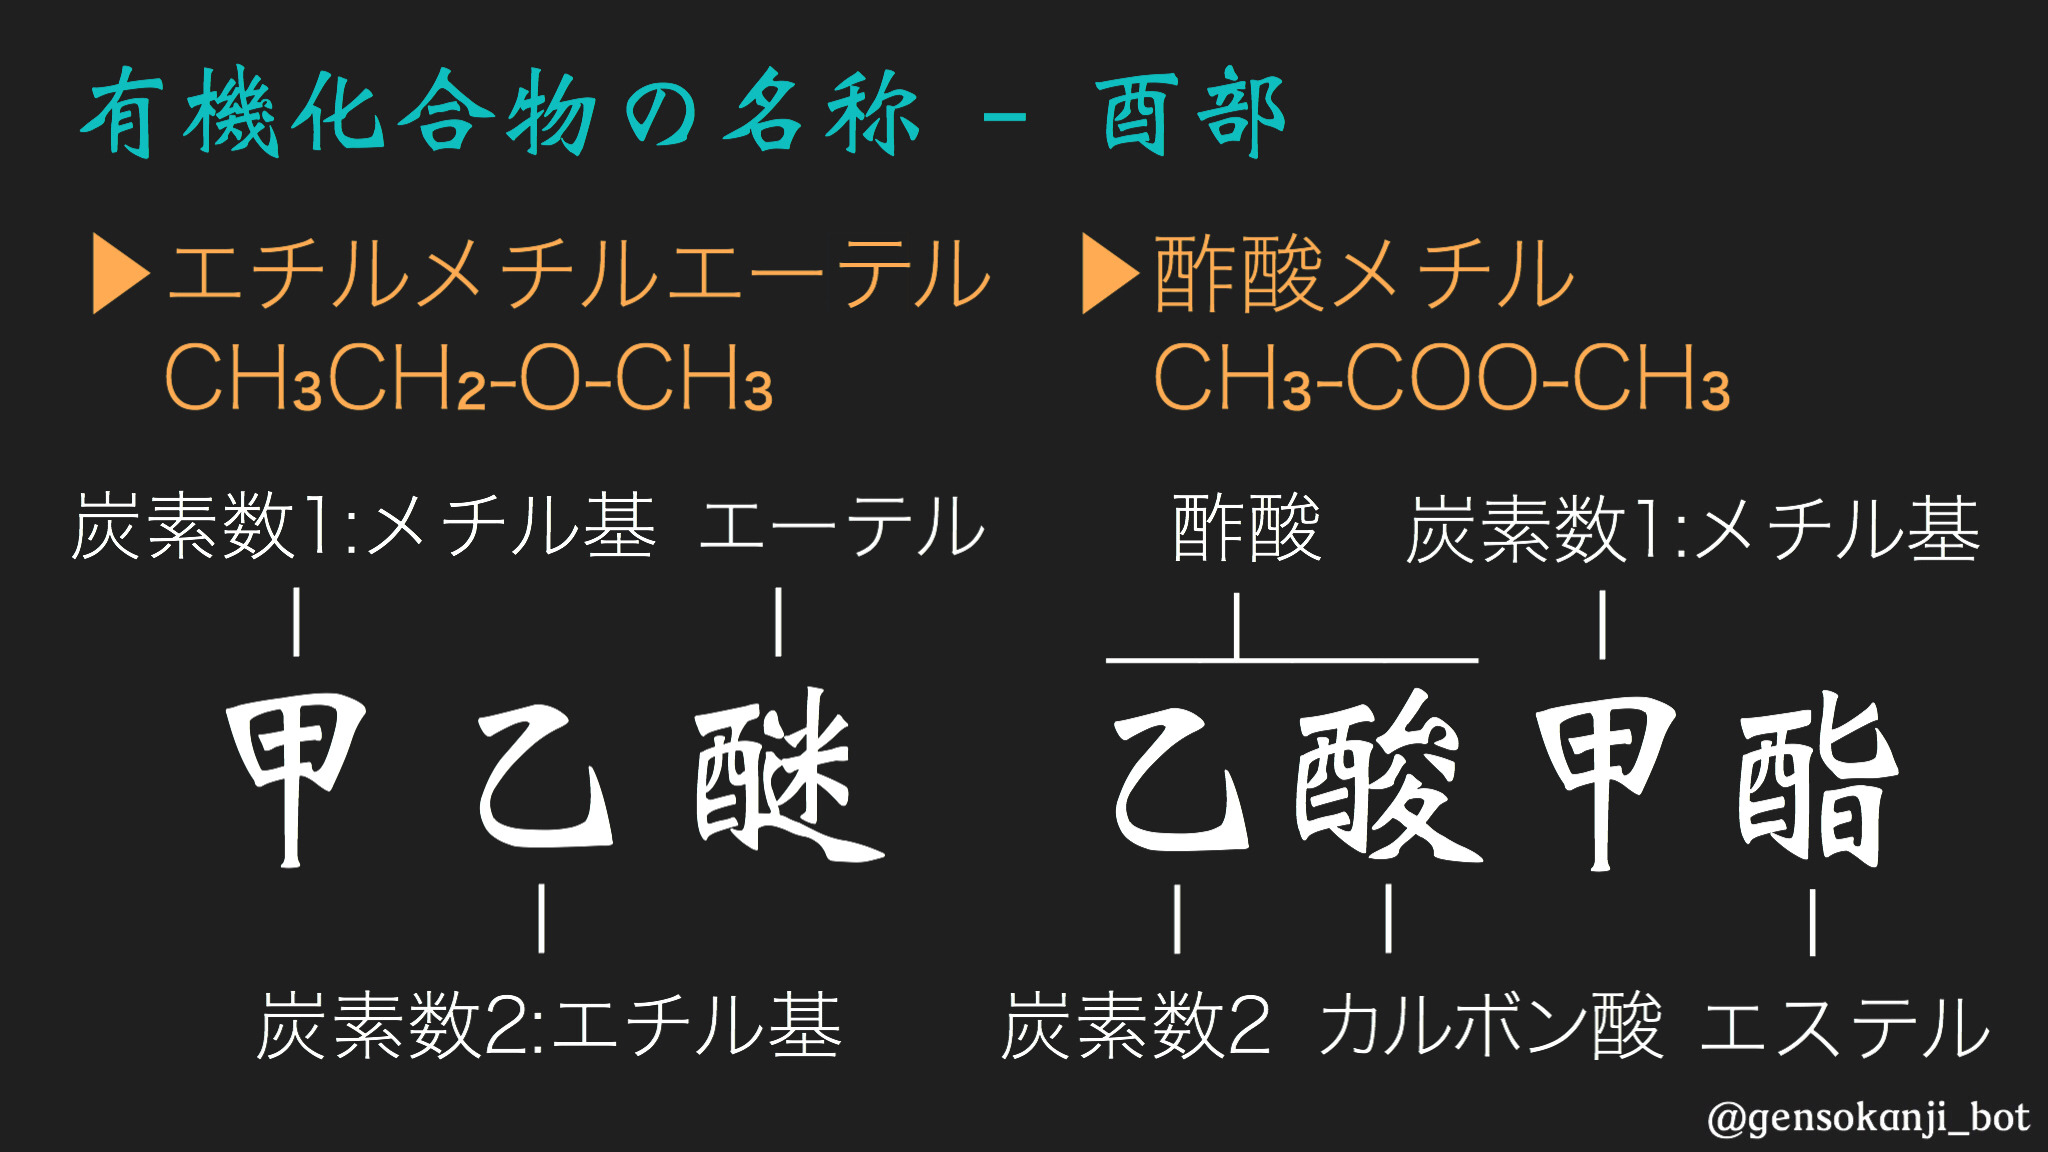 有機化合物の名称 – 酉部
▶エチルメチルエーテル
CH₃CH₂-O-CH₃
▶酢酸メチル
CH₃-COO-CH₃
炭素数1:メチル基 エーテル
甲乙醚
炭素数2:エチル基
酢酸 炭素数1:メチル基
乙酸甲酯
炭素数2 カルボン酸 エステル
@gensokanji_bot